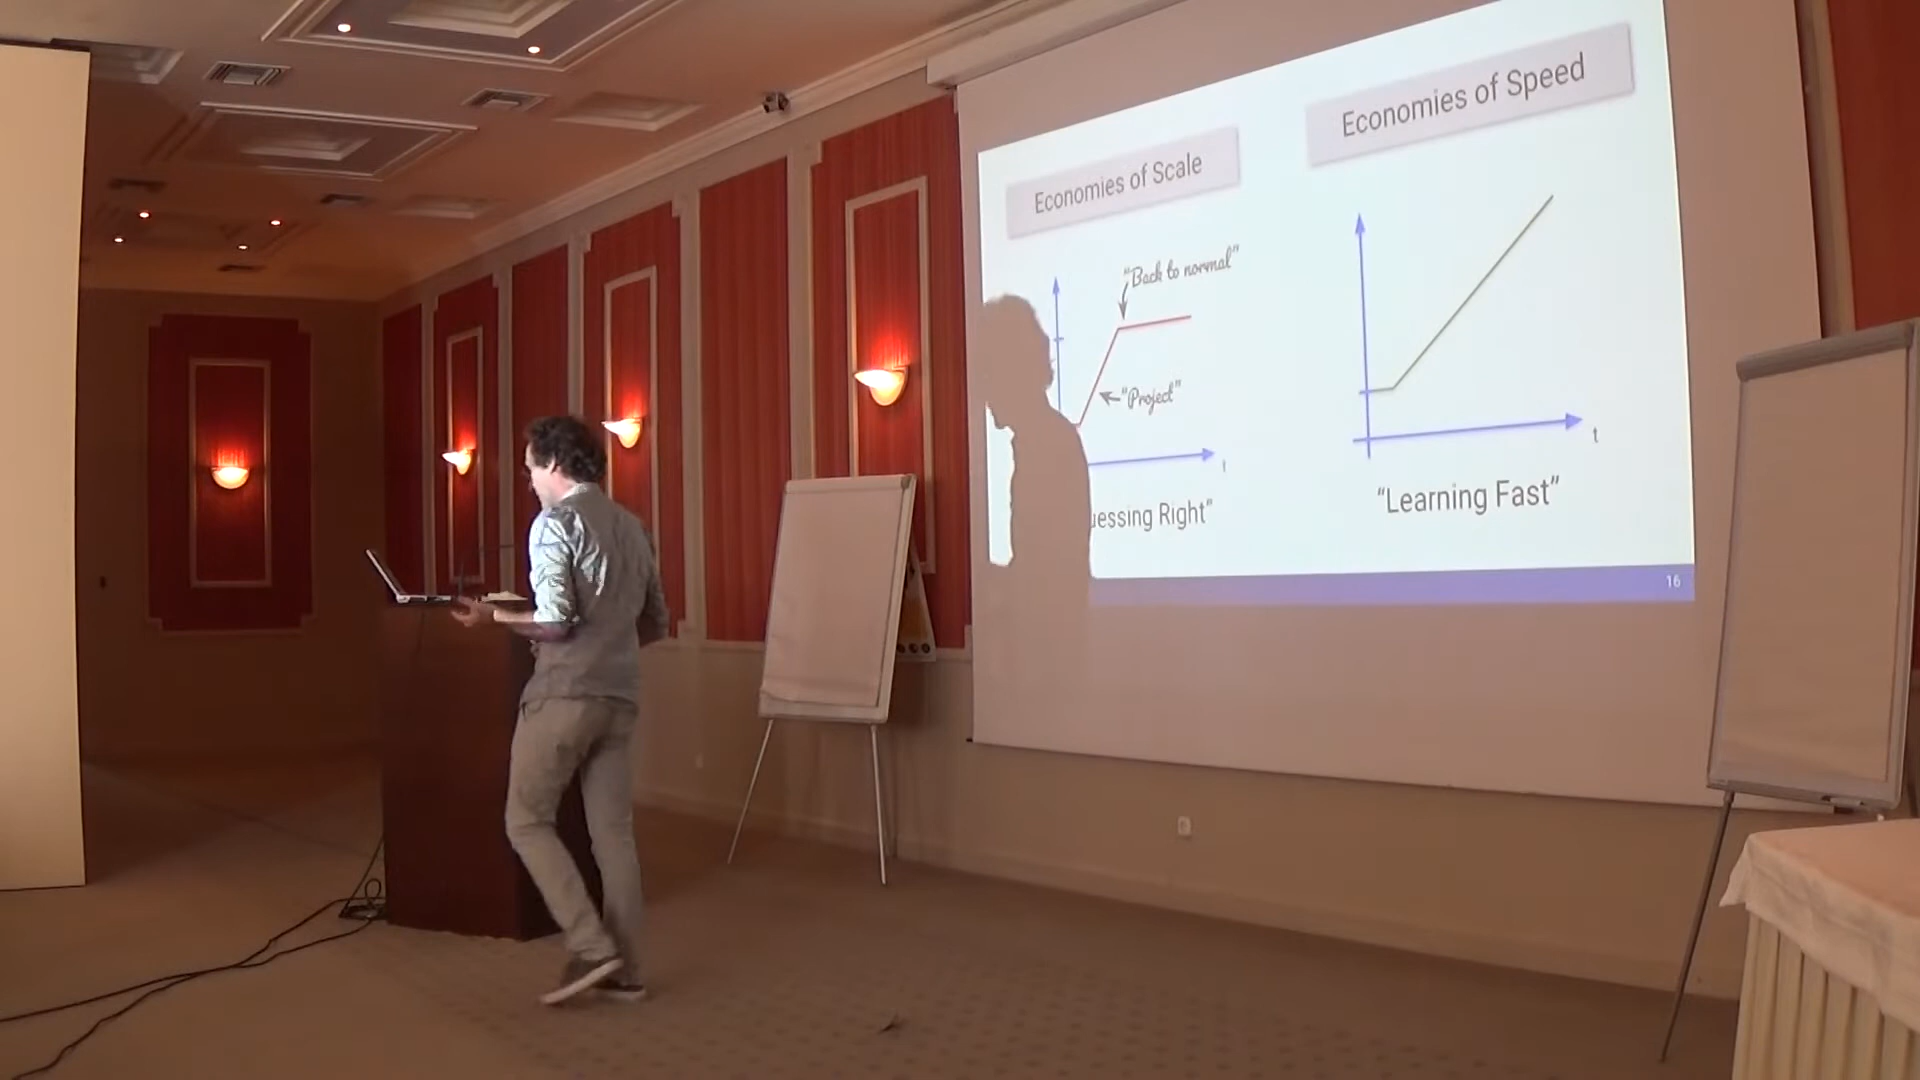 Economies of Scale
Economies of Speed
"Back to normal"
"Project"
t
t
uessing Right"
"Learning Fast"
16